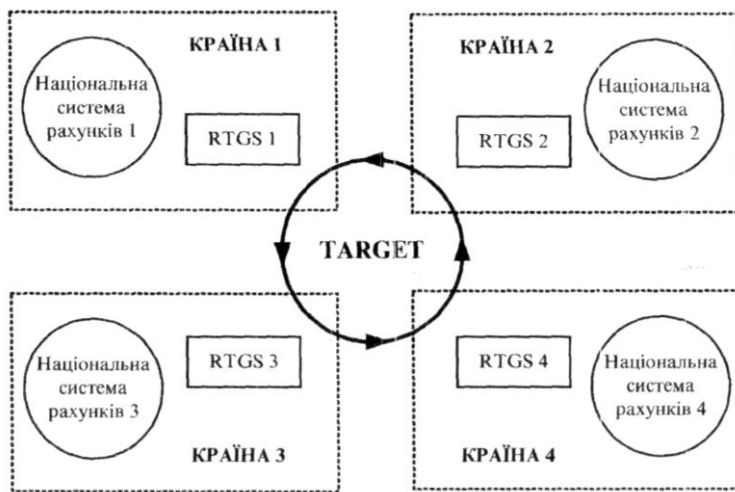 КРАЇНА 1
Національна
система
рахунків 1
RTGS 1
КРАЇНА 2
Національна
система
рахунків 2
RTGS 2
TARGET
RTGS 3
Національна
система
рахунків 3
КРАЇНА 3
RTGS 4
Національна
система
рахунків 4
КРАЇНА 4